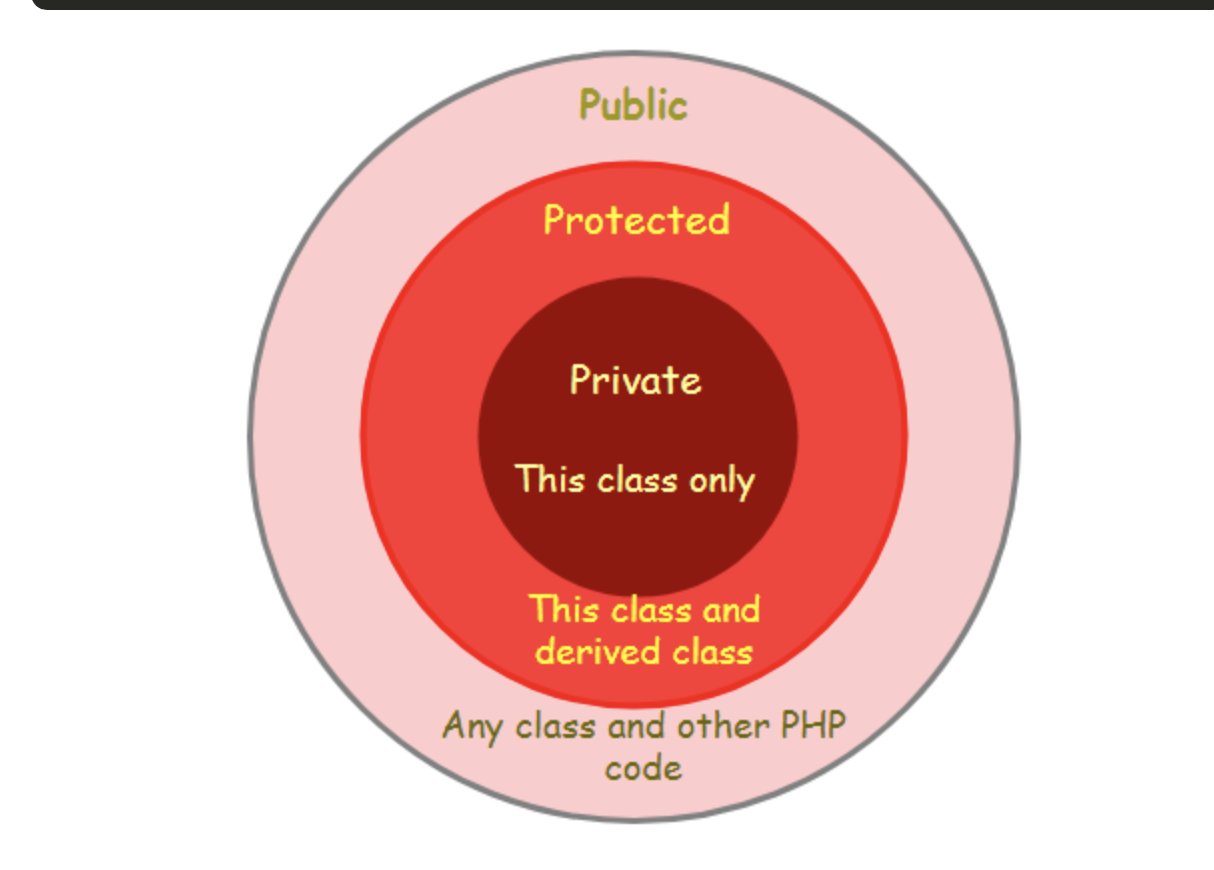 Public
Protected
Private
This class only
This class and
derived class
Any class and other PHP
code